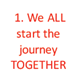 1. We ALL
start the
journey
TOGETHER